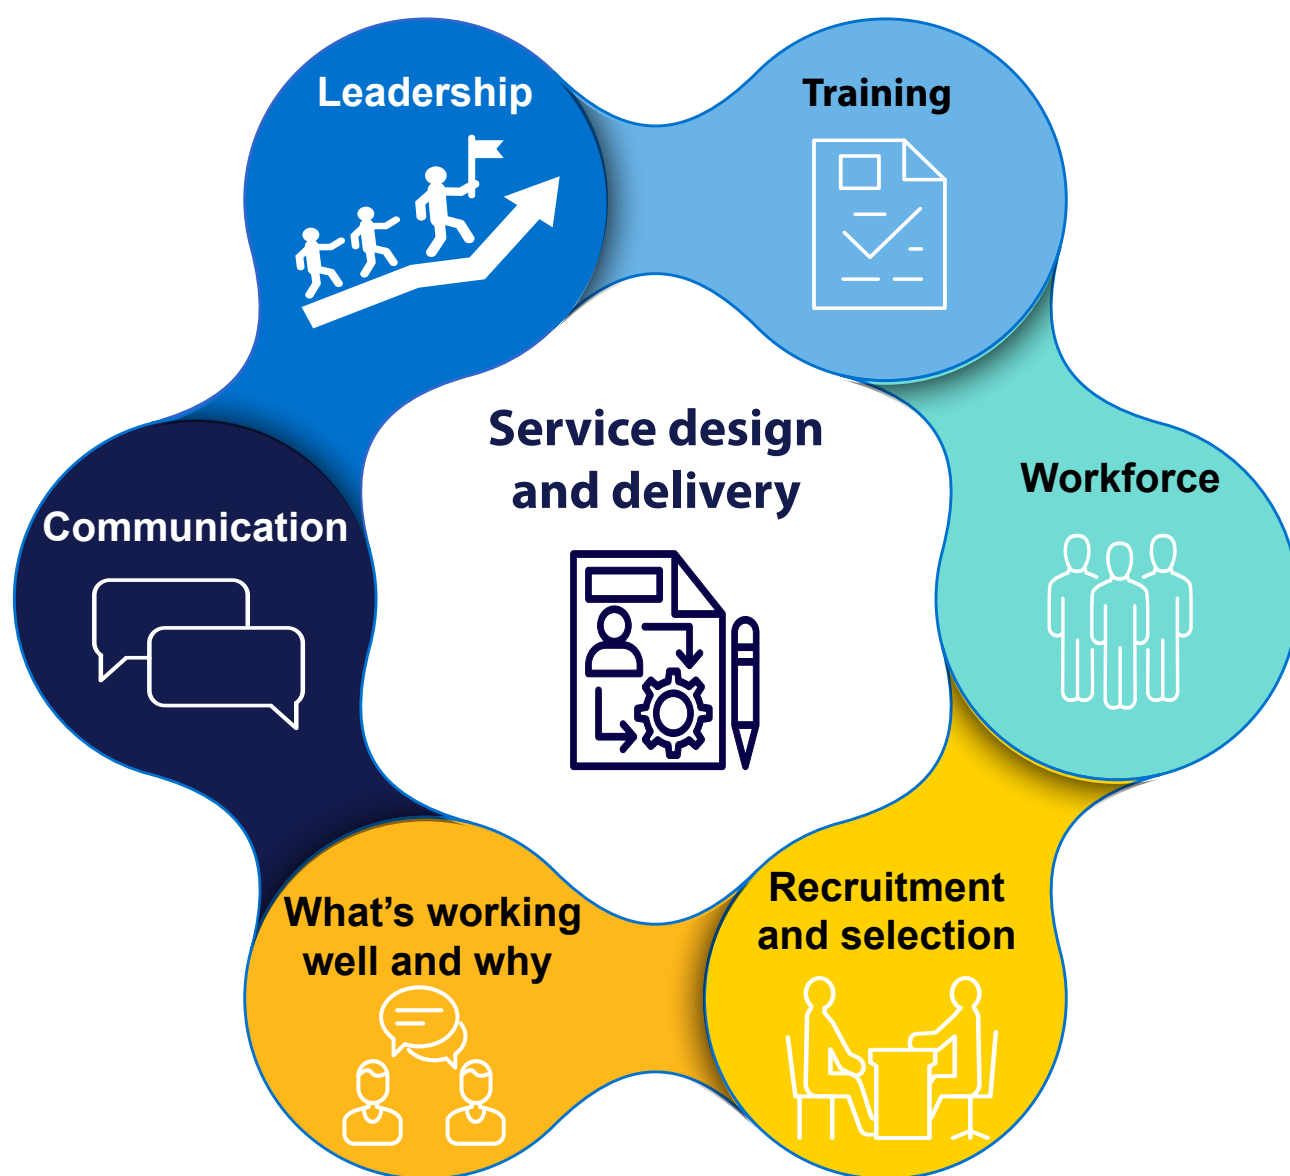 Leadership
Training
Service design
and delivery
Workforce
Communication
Recruitment
and selection
What’s working
well and why